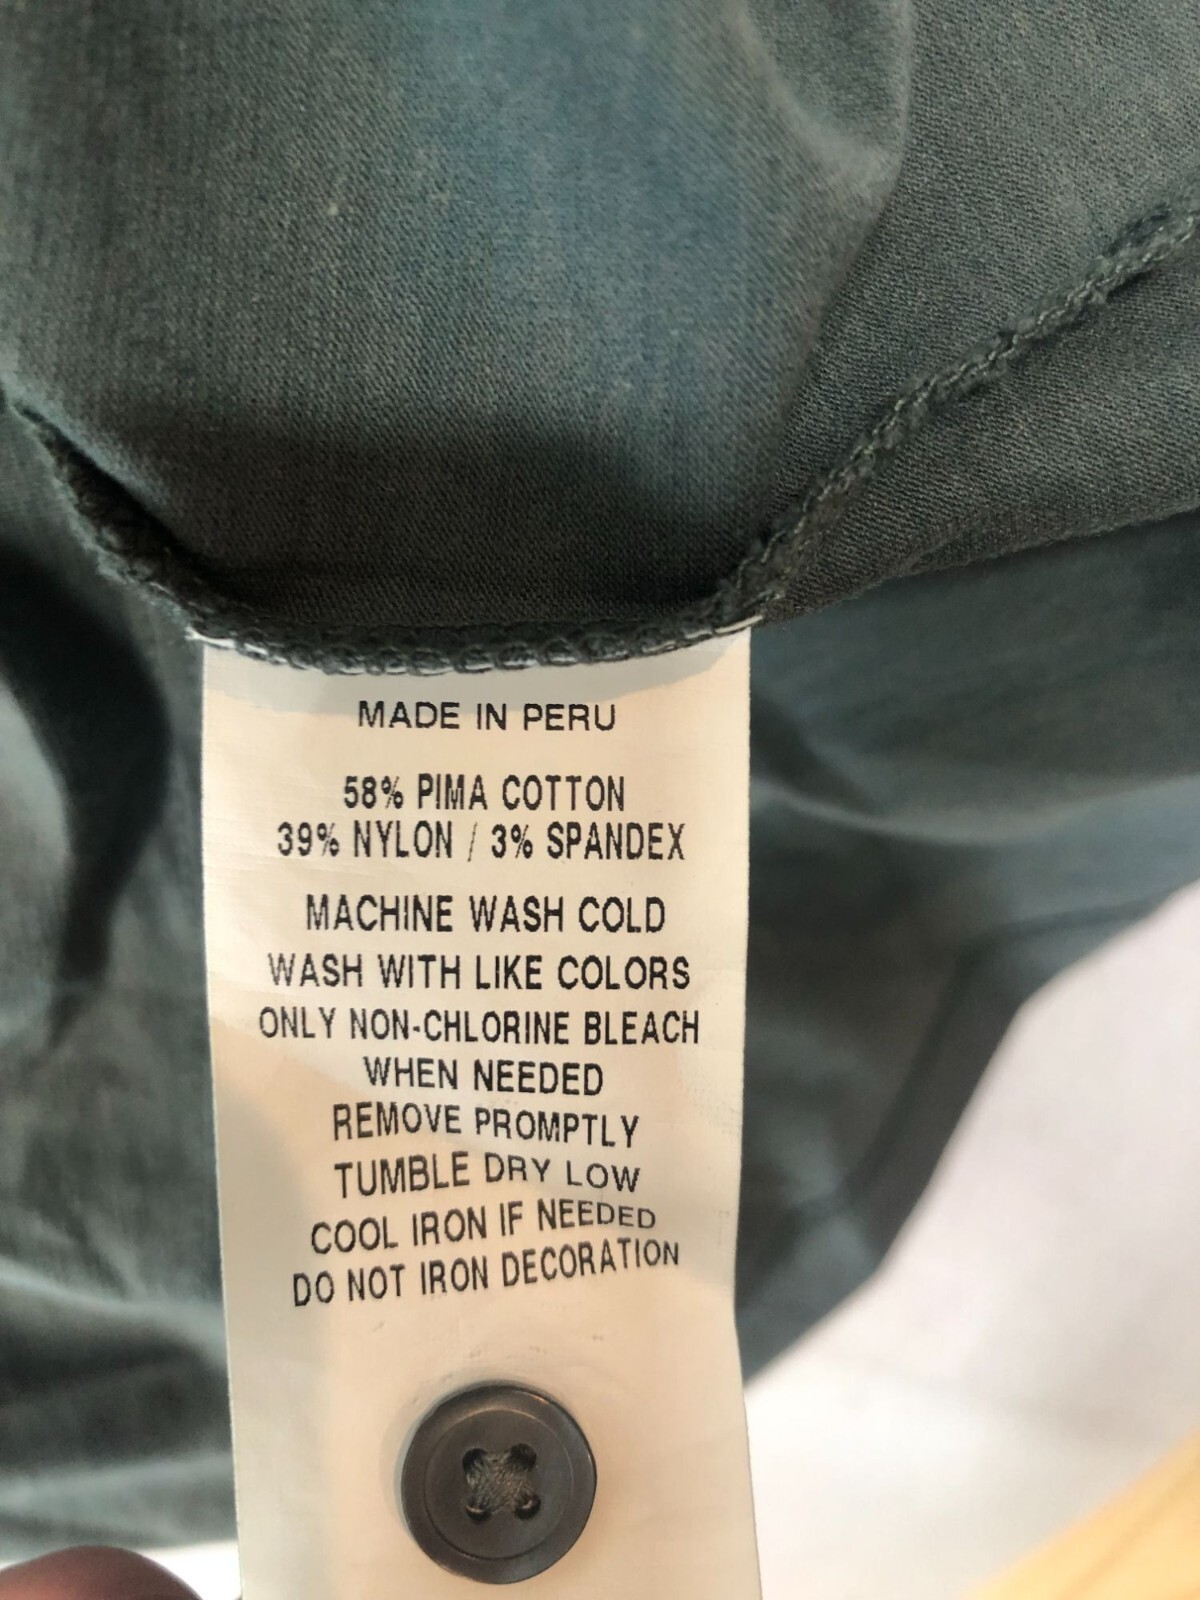 MADE IN PERU
58% PIMA COTTON
39% NYLON / 3% SPANDEX
MACHINE WASH COLD
WASH WITH LIKE COLORS
ONLY NON-CHLORINE BLEACH
WHEN NEEDED
REMOVE PROMPTLY
TUMBLE DRY LOW
COOL IRON IF NEEDED
DO NOT IRON DECORATION